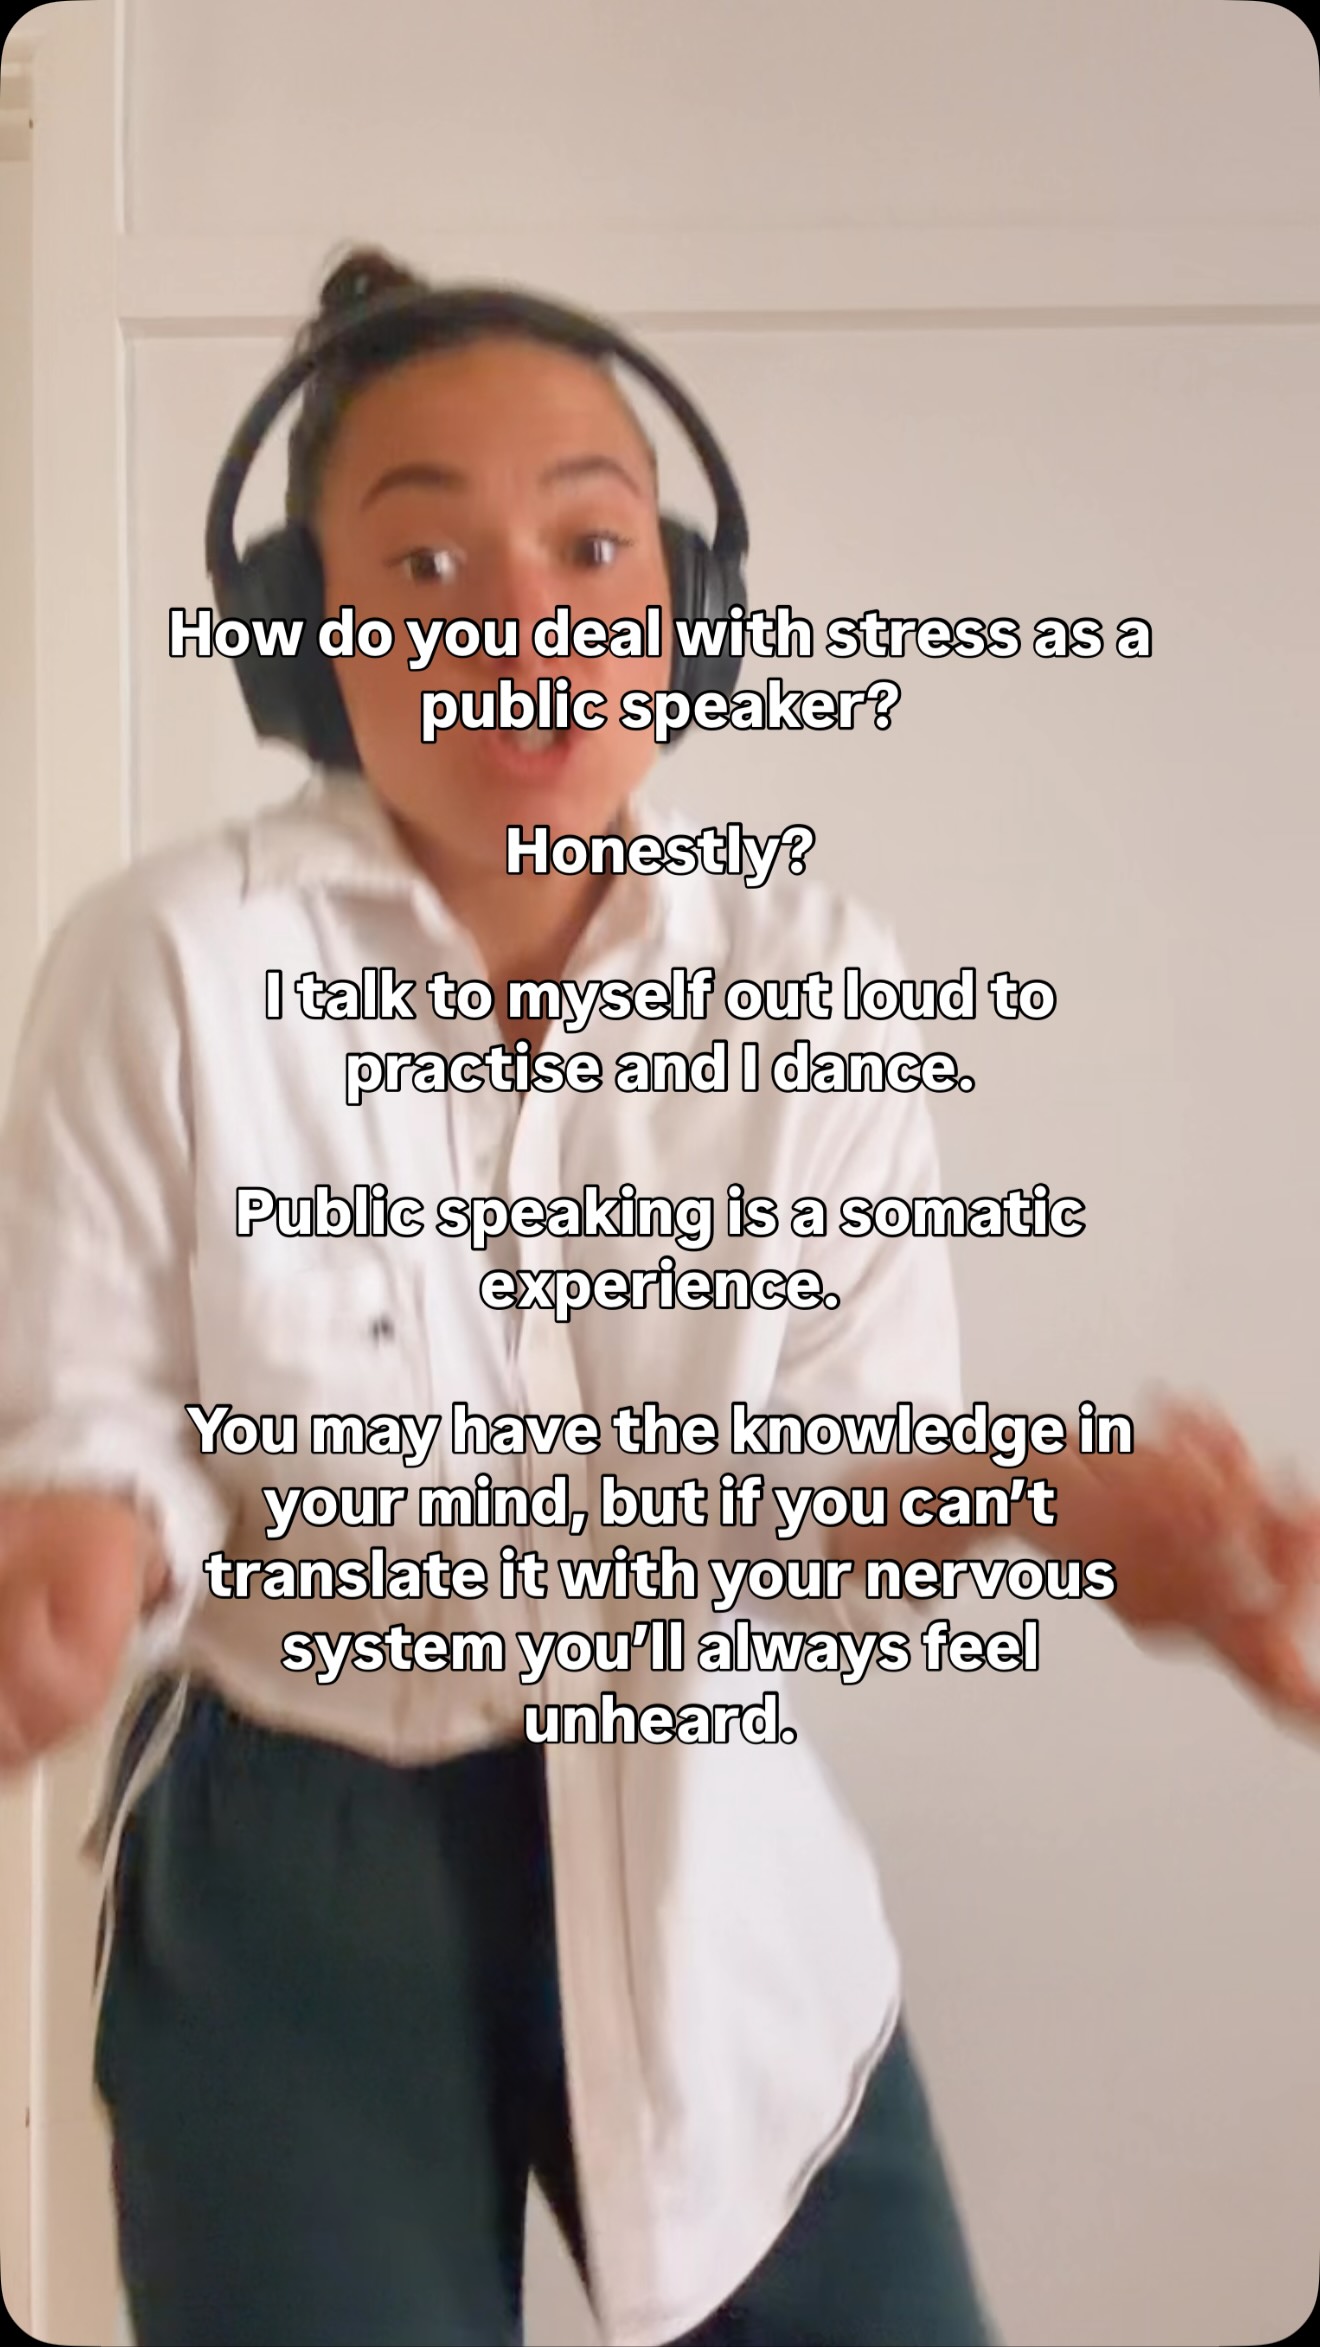 How do you deal with stress as a
public speaker?
Honestly?
I talk to myself out loud to
practise and I dance.
Public speaking is a somatic
experience.
You may have the knowledge in
your mind, but if you can’t
translate it with your nervous
system you’ll always feel
unheard.